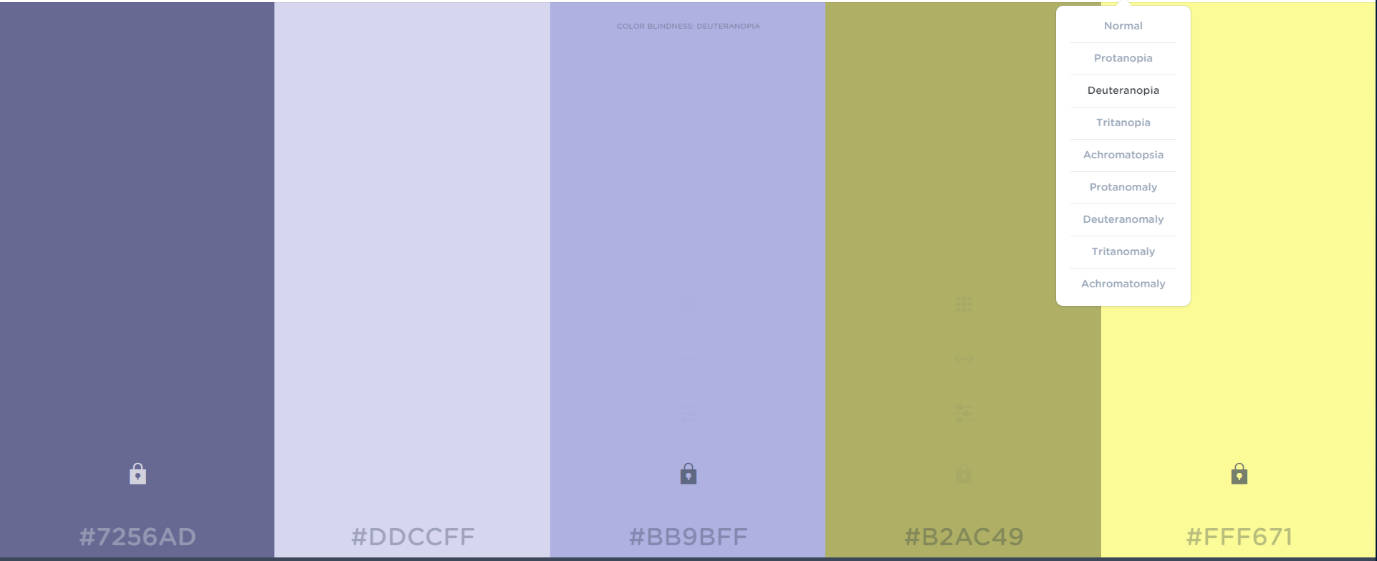 COLOR BLINDNESS: DEUTERANOPIA
Normal
Protanopia
Deuteranopia
Tritanopia
Achromatopsia
Protanomaly
Deuteranomaly
Tritanomaly
Achromatomaly
#7256AD
#DDCCFF
#BB9BFF
#B2AC49
#FFF671